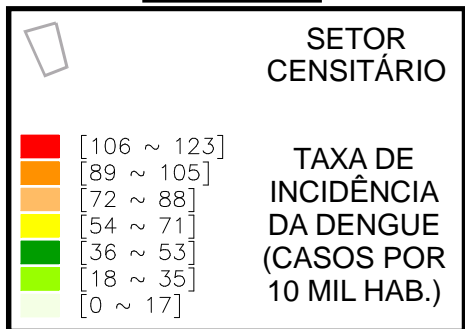 SETOR
CENSITÁRIO
[106 ~ 123]
[89 ~ 105]
[72 ~ 88]
[54 ~ 71]
[36 ~ 53]
[18 ~ 35]
[0 ~ 17]
TAXA DE
INCIDÊNCIA
DA DENGUE
(CASOS POR
10 MIL HAB.)